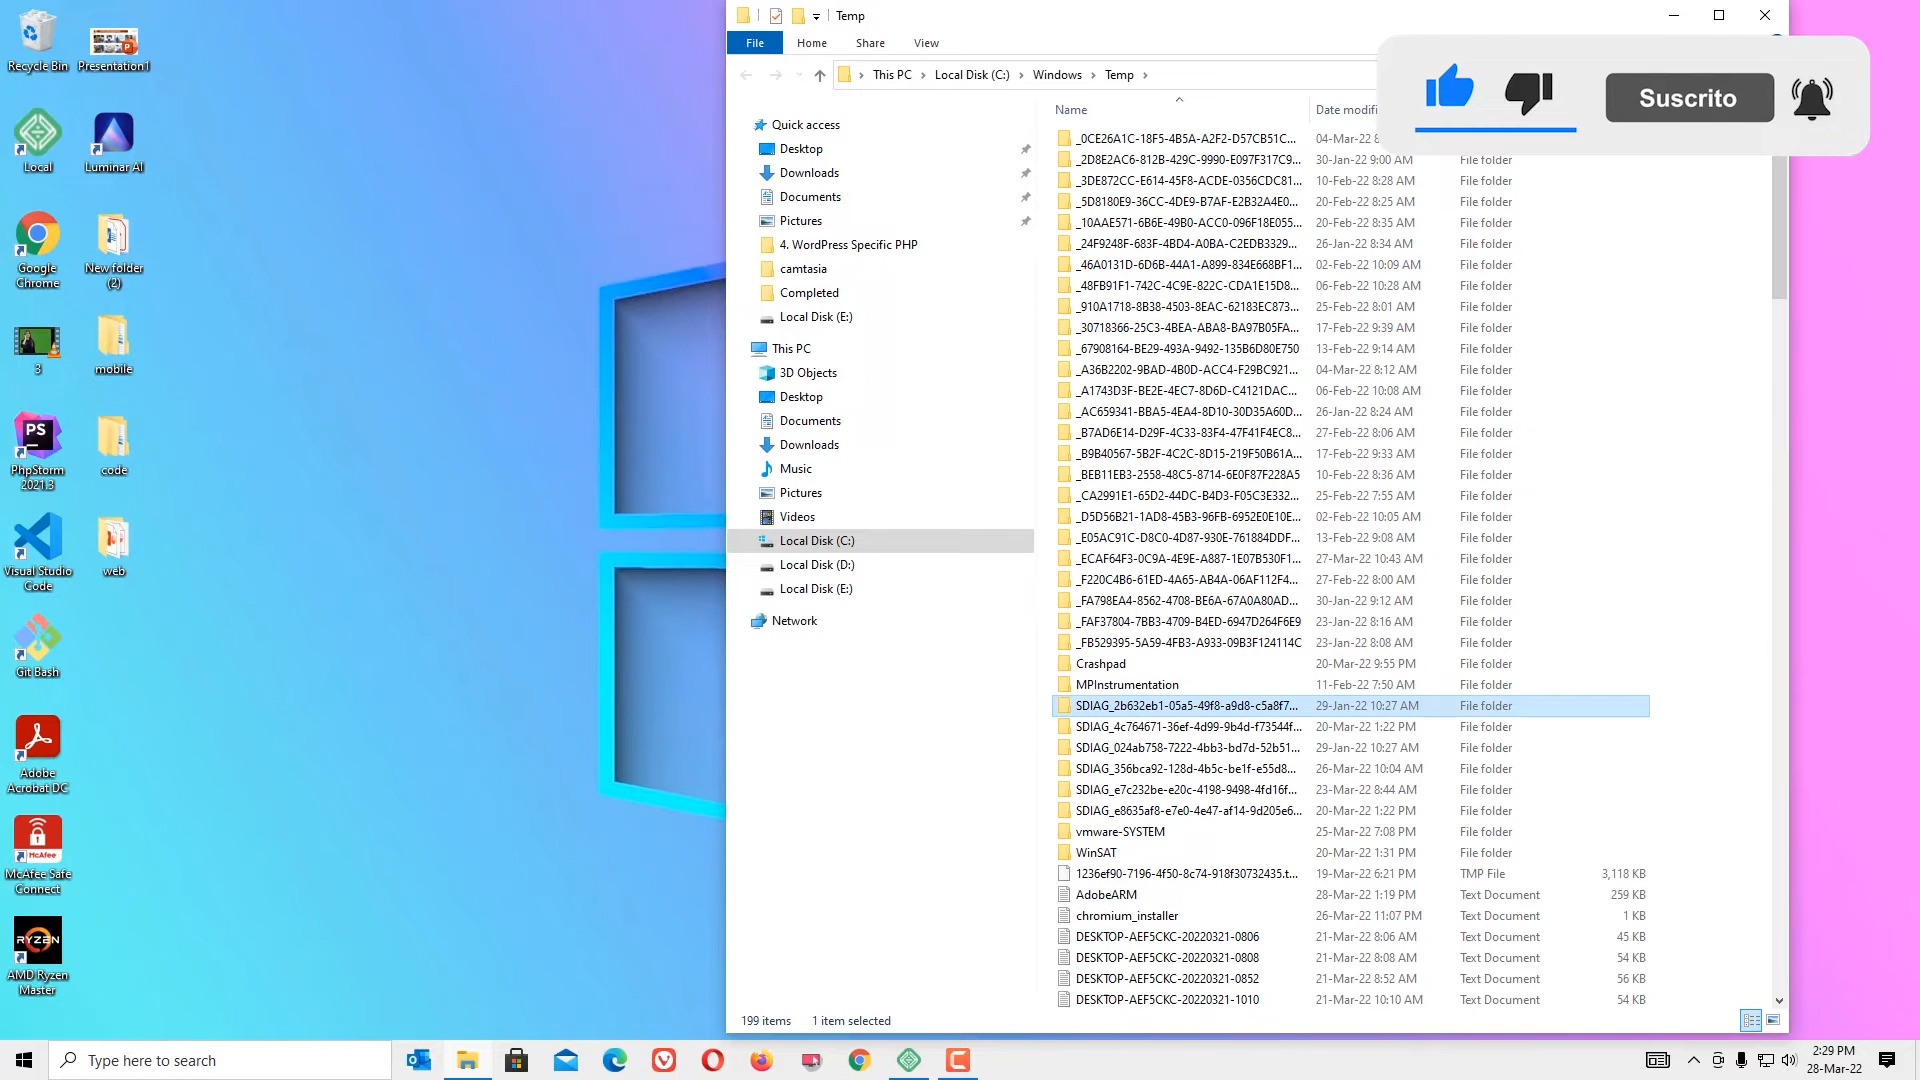 Recycle Bin
Presentation1
Local
Luminar AI
Google
Chrome
New folder
(2)
3
mobile
PS
PhpStorm
2021.3
code
Visual Studio
Code
web
Git Bash
Adobe
Acrobat DC
McAfee
McAfee Safe
Connect
RYZEN
AMD Ryzen
Master
Temp
File
Home
Share
View
This PC
Local Disk (C:)
Windows
Temp
Suscrito
Quick access
Desktop
Downloads
Documents
Pictures
4. WordPress Specific PHP
camtasia
Completed
Local Disk (E:)
This PC
3D Objects
Desktop
Documents
Downloads
Music
Pictures
Videos
Local Disk (C:)
Local Disk (D:)
Local Disk (E:)
Network
Name Date modifi
_0CE26A1C-18F5-4B5A-A2F2-D57CB51C... 04-Mar-22 8
_2D8E2AC6-812B-429C-9990-E097F317C9... 30-Jan-22 9:00 AM File folder
_3DE872CC-E614-45F8-ACDE-0356CDC81... 10-Feb-22 8:28 AM File folder
_5D8180E9-36CC-4DE9-B7AF-E2B32A4E0... 20-Feb-22 8:25 AM File folder
_10AAE571-6B6E-49B0-ACC0-096F18E055... 20-Feb-22 8:35 AM File folder
_24F9248F-683F-4BD4-A0BA-C2EDB3329... 26-Jan-22 8:34 AM File folder
_46A0131D-6D6B-44A1-A899-834E668BF1... 02-Feb-22 10:09 AM File folder
_48FB91F1-742C-4C9E-822C-CDA1E15D8... 06-Feb-22 10:28 AM File folder
_910A1718-8B38-4503-8EAC-62183EC873... 25-Feb-22 8:01 AM File folder
_30718366-25C3-4BEA-ABA8-BA97B05FA... 17-Feb-22 9:39 AM File folder
_67908164-BE29-493A-9492-135B6D80E750 13-Feb-22 9:14 AM File folder
_A36B2202-9BAD-4B0D-ACC4-F29BC921... 04-Mar-22 8:12 AM File folder
_A1743D3F-BE2E-4EC7-8D6D-C4121DAC... 06-Feb-22 10:08 AM File folder
_AC659341-BBA5-4EA4-8D10-30D35A60D... 26-Jan-22 8:24 AM File folder
_B7AD6E14-D29F-4C33-83F4-47F41F4EC8... 27-Feb-22 8:06 AM File folder
_B9B40567-5B2F-4C2C-8D15-219F50B61A... 17-Feb-22 9:33 AM File folder
_BEB11EB3-2558-48C5-8714-6E0F87F228A5 10-Feb-22 8:36 AM File folder
_CA2991E1-65D2-44DC-B4D3-F05C3E332... 25-Feb-22 7:55 AM File folder
_D5D56B21-1AD8-45B3-96FB-6952E0E10E... 02-Feb-22 10:05 AM File folder
_E05AC91C-D8C0-4D87-930E-761884DDF... 13-Feb-22 9:08 AM File folder
_ECAF64F3-0C9A-4E9E-A887-1E07B530F1... 27-Mar-22 10:43 AM File folder
_F220C4B6-61ED-4A65-AB4A-06AF112F4... 27-Feb-22 8:00 AM File folder
_FA798EA4-8562-4708-BE6A-67A0A80AD... 30-Jan-22 9:12 AM File folder
_FAF37804-7BB3-4709-B4ED-6947D264F6E9 23-Jan-22 8:16 AM File folder
_FB529395-5A59-4FB3-A933-09B3F124114C 23-Jan-22 8:08 AM File folder
Crashpad 20-Mar-22 9:55 PM File folder
MPInstrumentation 11-Feb-22 7:50 AM File folder
SDIAG_2b632eb1-05a5-49f8-a9d8-c5a8f7... 29-Jan-22 10:27 AM File folder
SDIAG_4c764671-36ef-4d99-9b4d-f73544f... 20-Mar-22 1:22 PM File folder
SDIAG_024ab758-7222-4bb3-bd7d-52b51... 29-Jan-22 10:27 AM File folder
SDIAG_356bca92-128d-4b5c-be1f-e55d8... 26-Mar-22 10:04 AM File folder
SDIAG_e7c232be-e20c-4198-9498-4fd16f... 23-Mar-22 8:44 AM File folder
SDIAG_e8635af8-e7e0-4e47-af14-9d205e6... 20-Mar-22 1:22 PM File folder
vmware-SYSTEM 25-Mar-22 7:08 PM File folder
WinSAT 20-Mar-22 1:31 PM File folder
1236ef90-7196-4f50-8c74-918f30732435.t... 19-Mar-22 6:21 PM TMP File 3,118 KB
AdobeARM 28-Mar-22 1:19 PM Text Document 259 KB
chromium_installer 26-Mar-22 11:07 PM Text Document 1 KB
DESKTOP-AEF5CKC-20220321-0806 21-Mar-22 8:06 AM Text Document 45 KB
DESKTOP-AEF5CKC-20220321-0808 21-Mar-22 8:08 AM Text Document 54 KB
DESKTOP-AEF5CKC-20220321-0852 21-Mar-22 8:52 AM Text Document 56 KB
DESKTOP-AEF5CKC-20220321-1010 21-Mar-22 10:10 AM Text Document 54 KB
199 items 1 item selected
Type here to search
2:29 PM
28-Mar-22